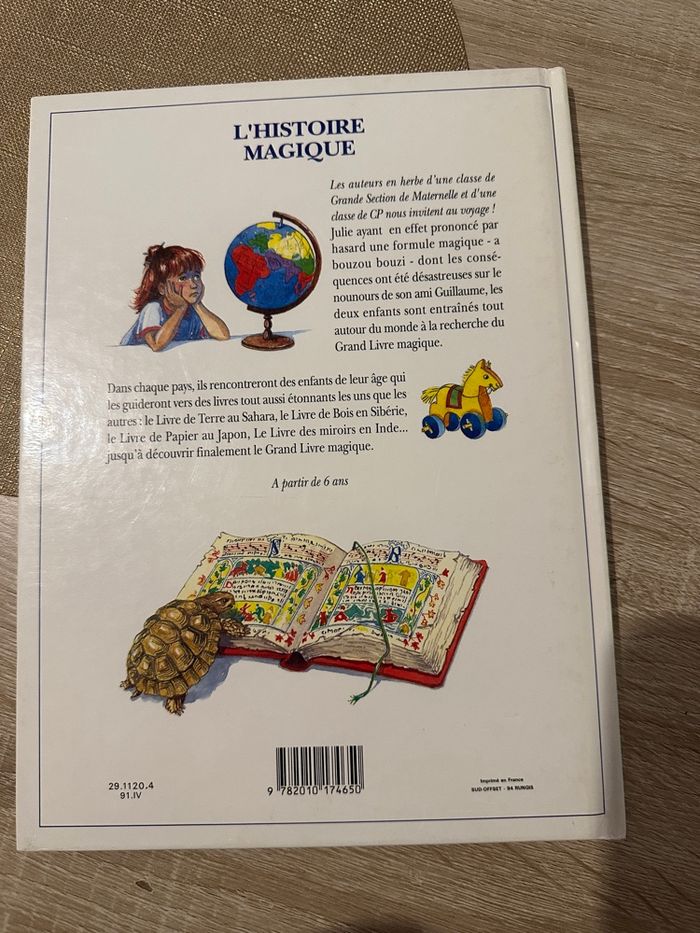 L'HISTOIRE
MAGIQUE
Les auteurs en herbe d'une classe de
Grande Section de Maternelle et d'une
classe de CP nous invitent au voyage !
Julie ayant en effet prononcé par
hasard une formule magique - a
bouzou bouzi - dont les consé-
quences ont été désastreuses sur le
nounours de son ami Guillaume, les
deux enfants sont entraînés tout
autour du monde à la recherche du
Grand Livre magique.
Dans chaque pays, ils rencontreront des enfants de leur âge qui
les guideront vers des livres tout aussi étonnants les uns que les
autres : le Livre de Terre au Sahara, le Livre de Bois en Sibérie,
le Livre de Papier au Japon, Le Livre des miroirs en Inde...
jusqu'à découvrir finalement le Grand Livre magique.
A partir de 6 ans
29.1120.4
91.IV
9 782010 174650
Imprimé en France
SUD-OFFSET - 94 RUNGIS